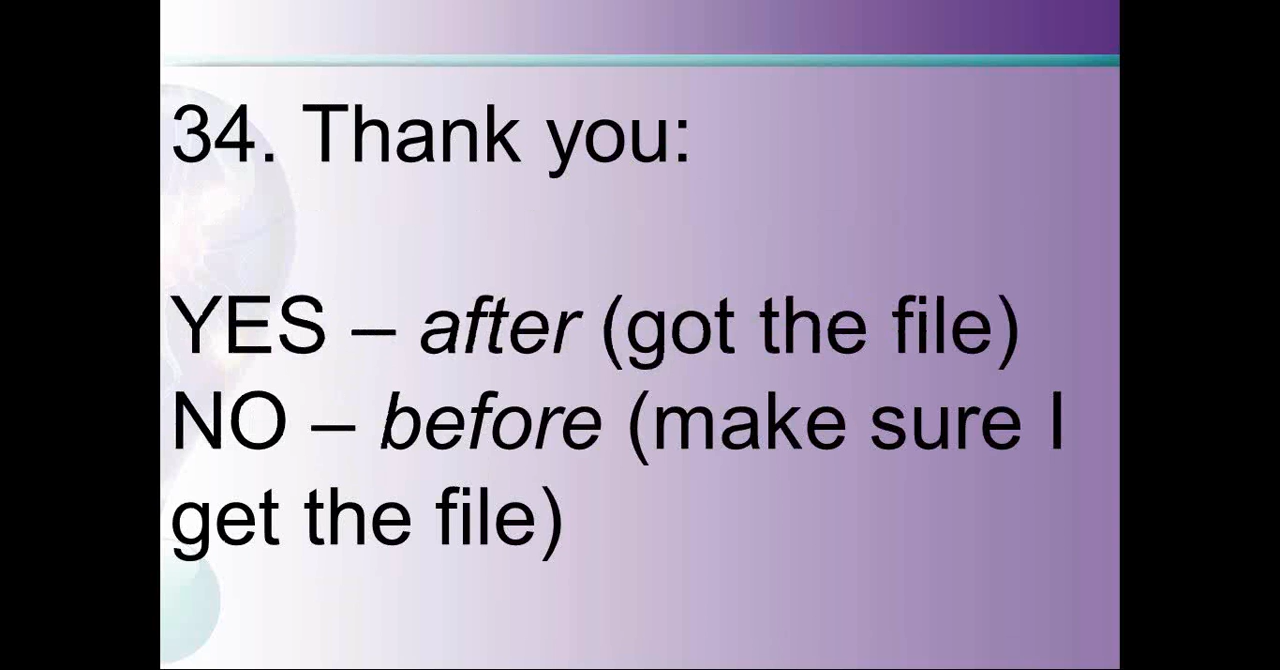 34. Thank you:
YES – after (got the file)
NO – before (make sure I
get the file)